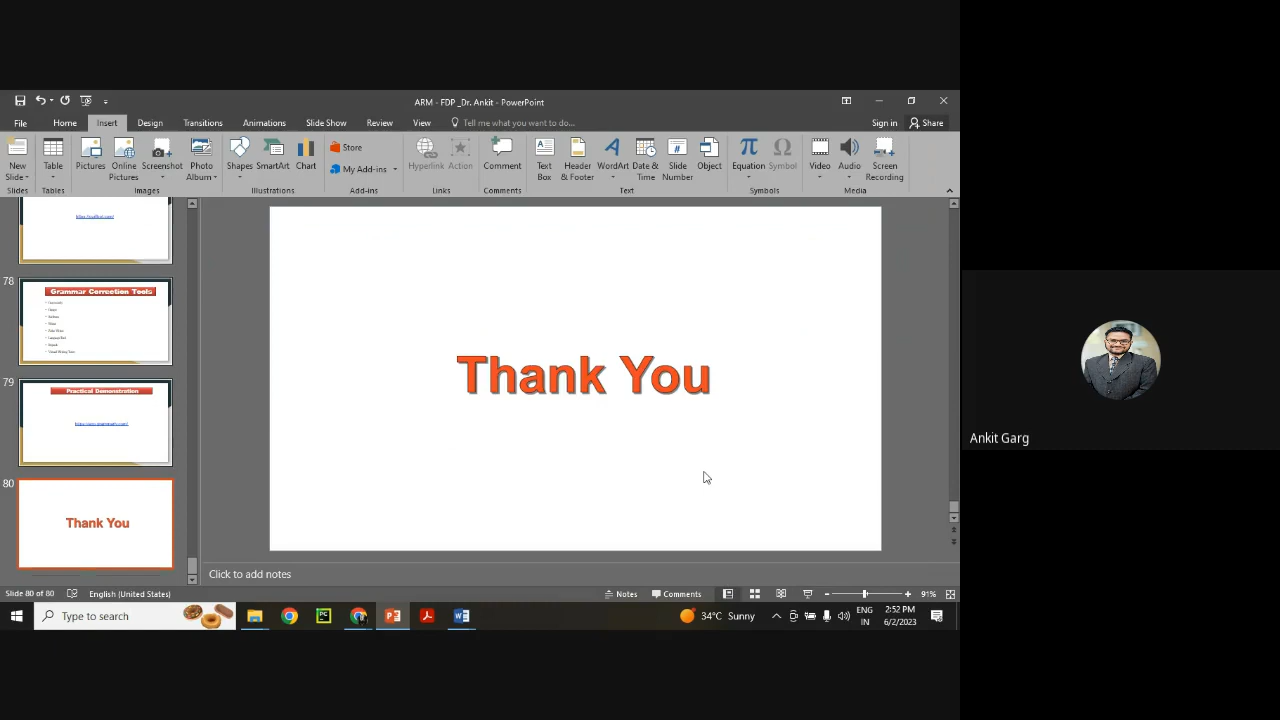 ARM - FDP _Dr. Ankit - PowerPoint
File Home Insert Design Transitions Animations Slide Show Review View Tell me what you want to do... Sign in Share
New Slide
Table
Pictures
Online Pictures
Screenshot
Photo Album
Shapes
SmartArt
Chart
Store
My Add-ins
Hyperlink
Action
Comment
Text Box
Header & Footer
WordArt
Date & Time
Slide Number
Object
Equation
Symbol
Video
Audio
Screen Recording
Slides Tables Images Illustrations Add-ins Links Comments Text Symbols Media
78
Grammar Correction Tools
79
Practical Demonstration
80
Thank You
Thank You
Click to add notes
Slide 80 of 80 English (United States) Notes Comments 91%
Type to search
PC
34°C Sunny
ENG
IN
2:52 PM
6/2/2023
Ankit Garg